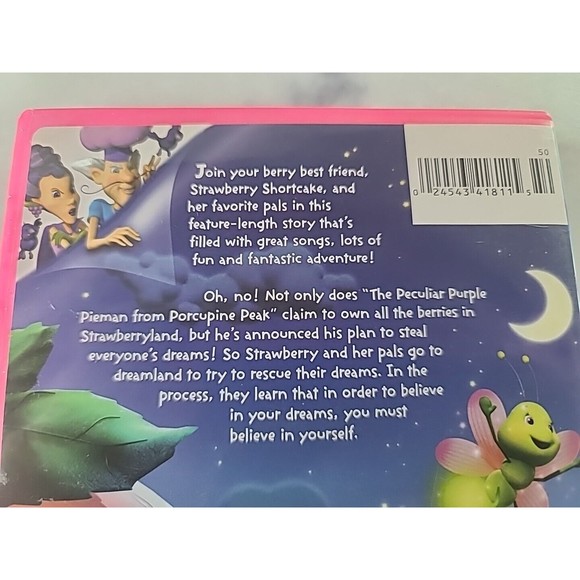 Join your berry best friend,
Strawberry Shortcake, and
her favorite pals in this
feature-length story that's
filled with great songs, lots of
fun and fantastic adventure!
50
0 24543 41811 5
Oh, no! Not only does "The Peculiar Purple
Pieman from Porcupine Peak" claim to own all the berries in
Strawberryland, but he's announced his plan to steal
everyone's dreams! So Strawberry and her pals go to
dreamland to try to rescue their dreams. In the
process, they learn that in order to believe
in your dreams, you must
believe in yourself.